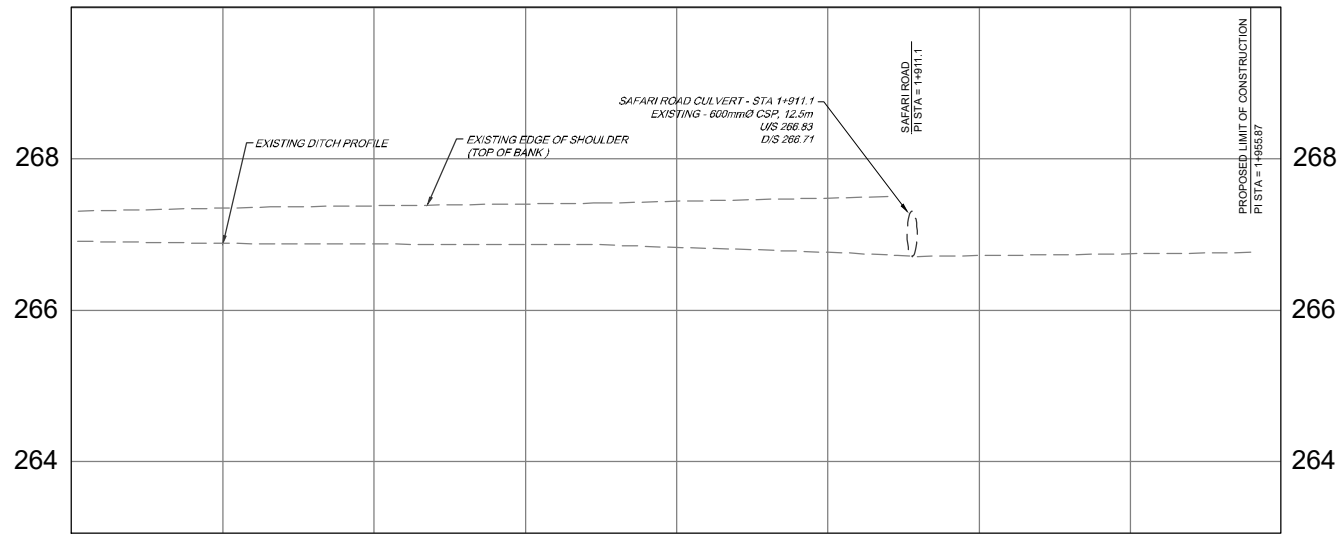 SAFARI ROAD CULVERT - STA 1+911.1
EXISTING - 600mmØ CSP, 12.5m
U/S 266.83
D/S 266.71
SAFARI ROAD
PI STA = 1+911.1
PROPOSED LIMIT OF CONSTRUCTION
PI STA = 1+955.87
EXISTING DITCH PROFILE
EXISTING EDGE OF SHOULDER
(TOP OF BANK )
268
268
266
266
264
264